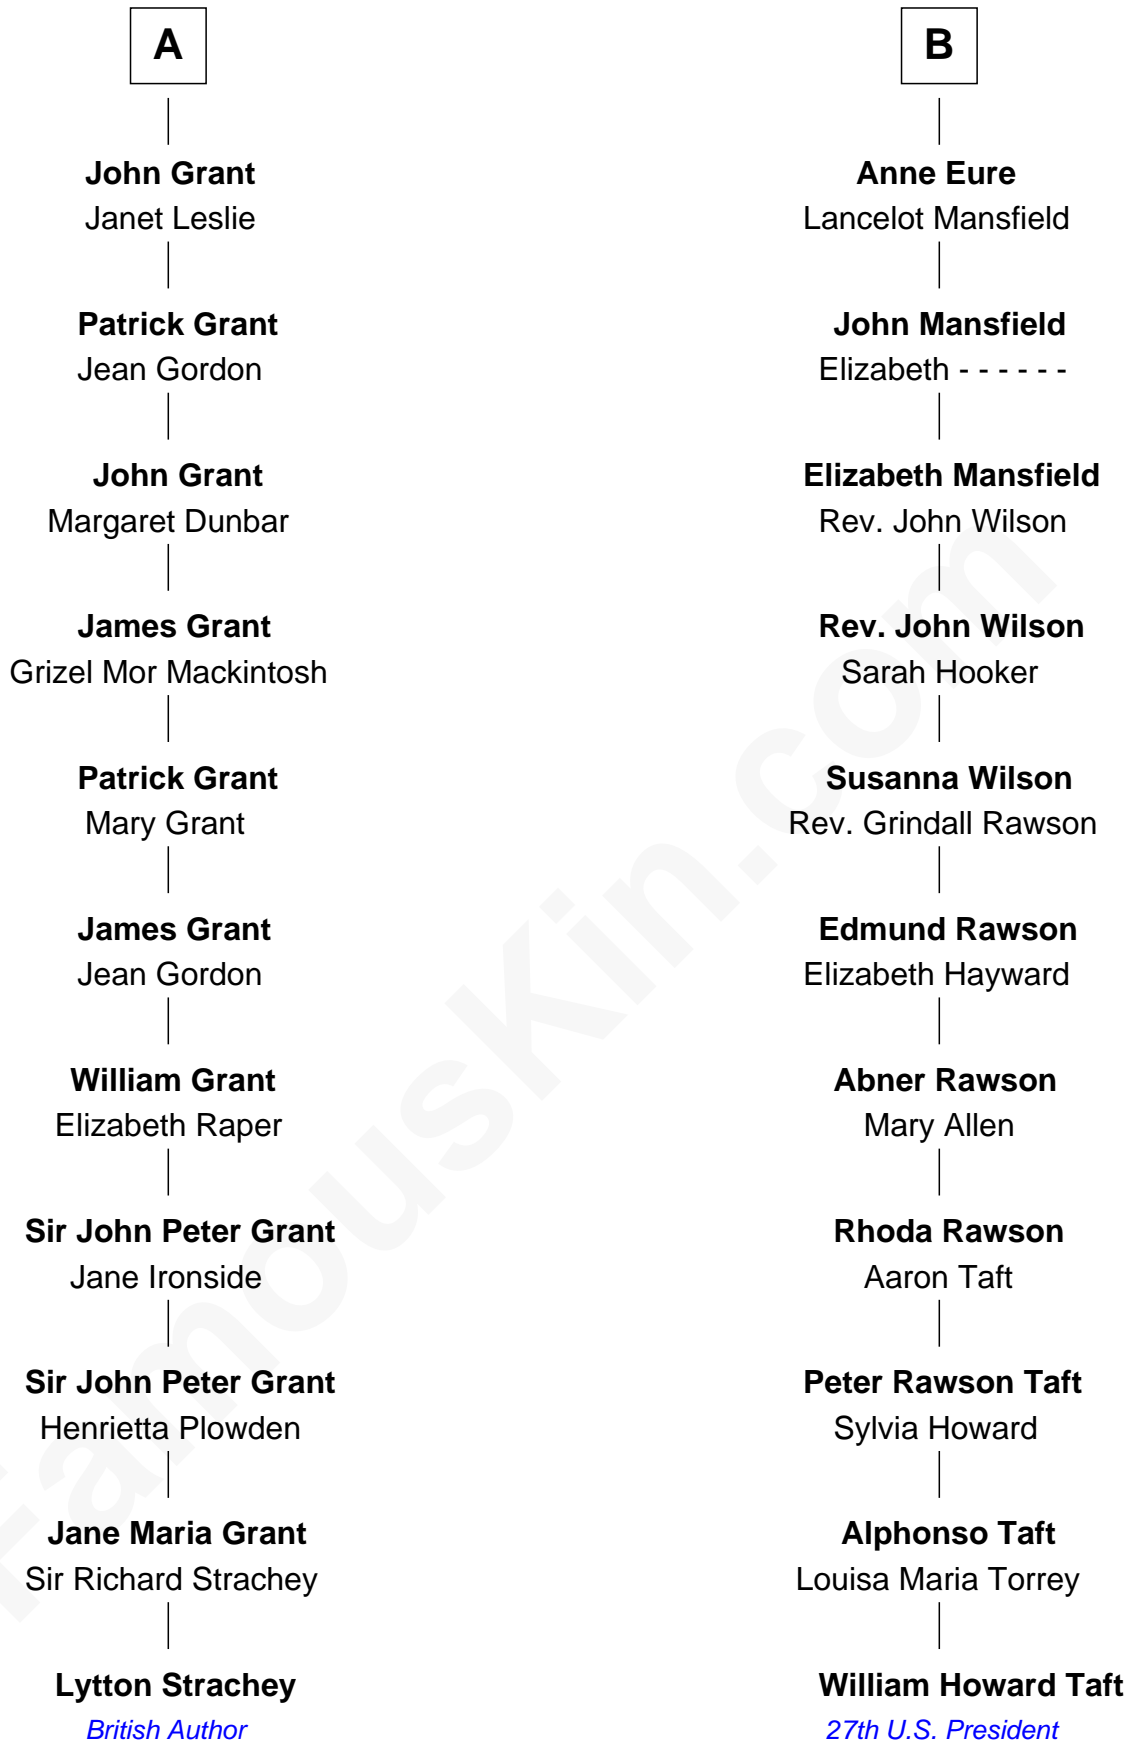 A
John Grant
Janet Leslie
Patrick Grant
Jean Gordon
John Grant
Margaret Dunbar
James Grant
Grizel Mor Mackintosh
Patrick Grant
Mary Grant
James Grant
Jean Gordon
William Grant
Elizabeth Raper
Sir John Peter Grant
Jane Ironside
Sir John Peter Grant
Henrietta Plowden
Jane Maria Grant
Sir Richard Strachey
Lytton Strachey
British Author
B
Anne Eure
Lancelot Mansfield
John Mansfield
Elizabeth - - - - - -
Elizabeth Mansfield
Rev. John Wilson
Rev. John Wilson
Sarah Hooker
Susanna Wilson
Rev. Grindall Rawson
Edmund Rawson
Elizabeth Hayward
Abner Rawson
Mary Allen
Rhoda Rawson
Aaron Taft
Peter Rawson Taft
Sylvia Howard
Alphonso Taft
Louisa Maria Torrey
William Howard Taft
27th U.S. President
FamousKin.com